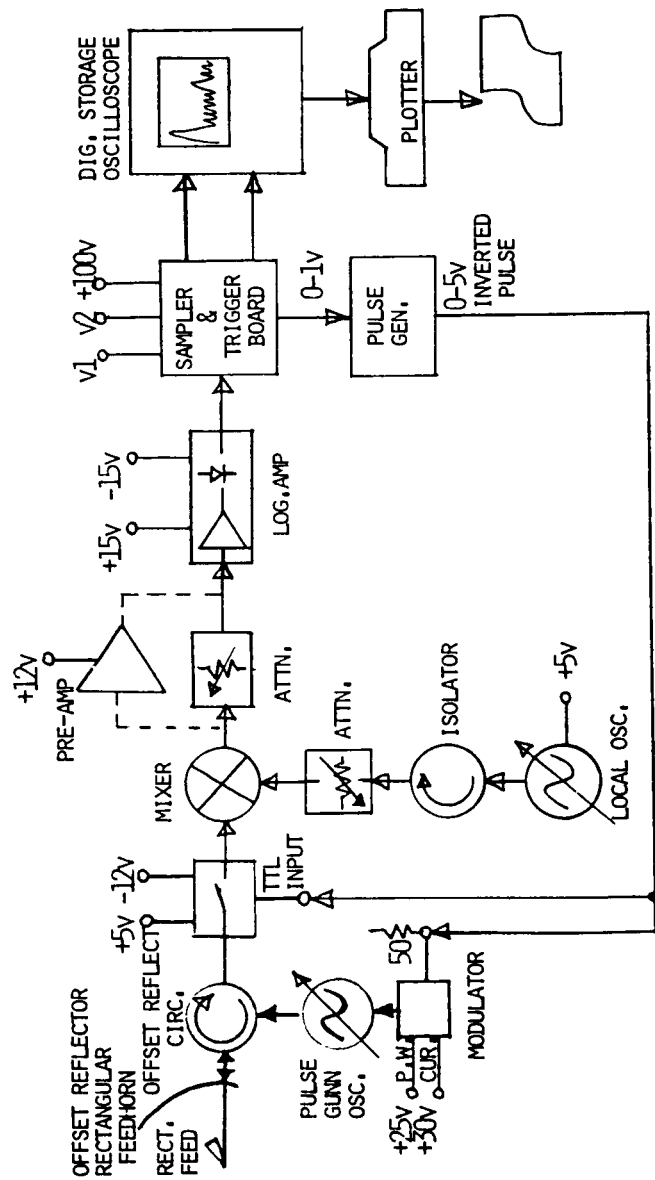 OFFSET REFLECTOR
RECTANGULAR
FEEDHORN
RECT.
FEED
OFFSET REFLECT
CIRC.
+5V -12V
TTL
INPUT
PULSE
GUNN
OSC.
+25V P.W.
+30V CUR.
MODULATOR
50
MIXER
PRE-AMP
+12V
ATTN.
ATTN.
ISOLATOR
LOCAL OSC.
+5V
+15V -15V
LOG.AMP
V1 V2 +100V
SAMPLER
&
TRIGGER
BOARD
0-1V
PULSE
GEN.
0-5V
INVERTED
PULSE
DIG. STORAGE
OSCILLOSCOPE
PLOTTER